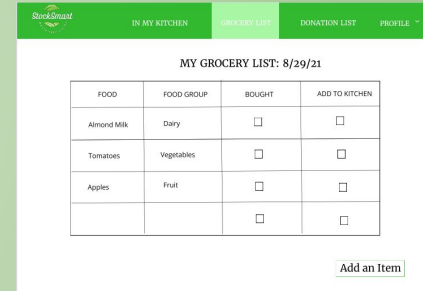 StockSmart
IN MY KITCHEN GROCERY LIST DONATION LIST PROFILE
MY GROCERY LIST: 8/29/21
FOOD FOOD GROUP BOUGHT ADD TO KITCHEN
Almond Milk Dairy
Tomatoes Vegetables
Apples Fruit
Add an Item